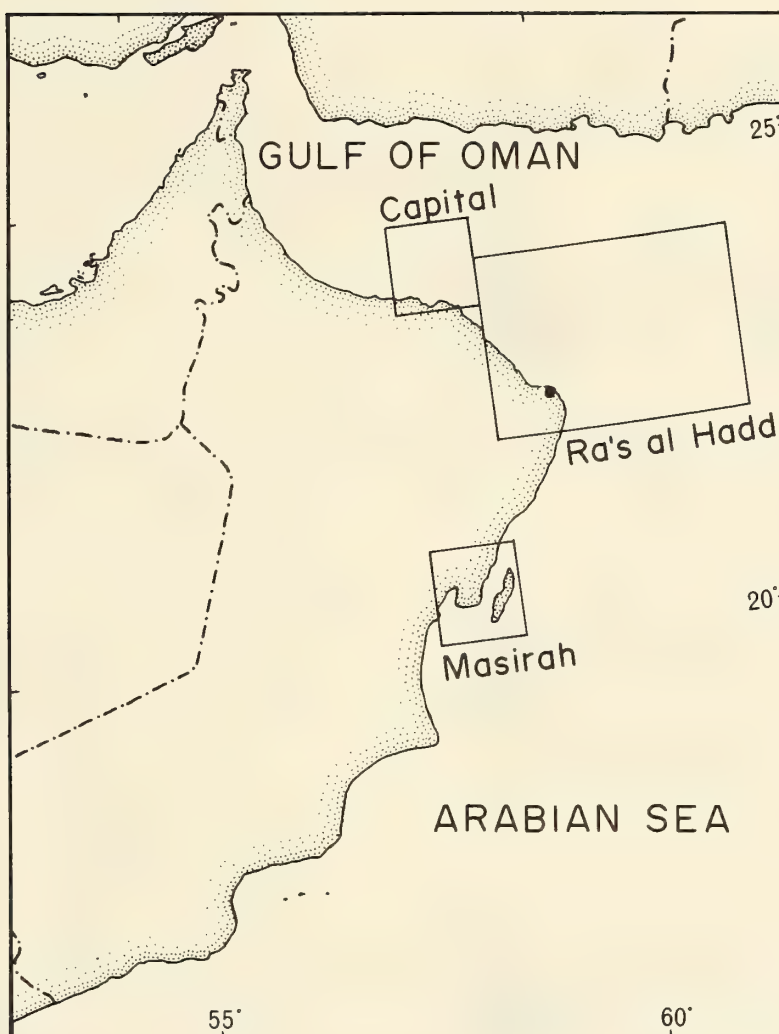 25°
GULF OF OMAN
Capital
Ra's al Hadd
20°
Masirah
ARABIAN SEA
55°
60°